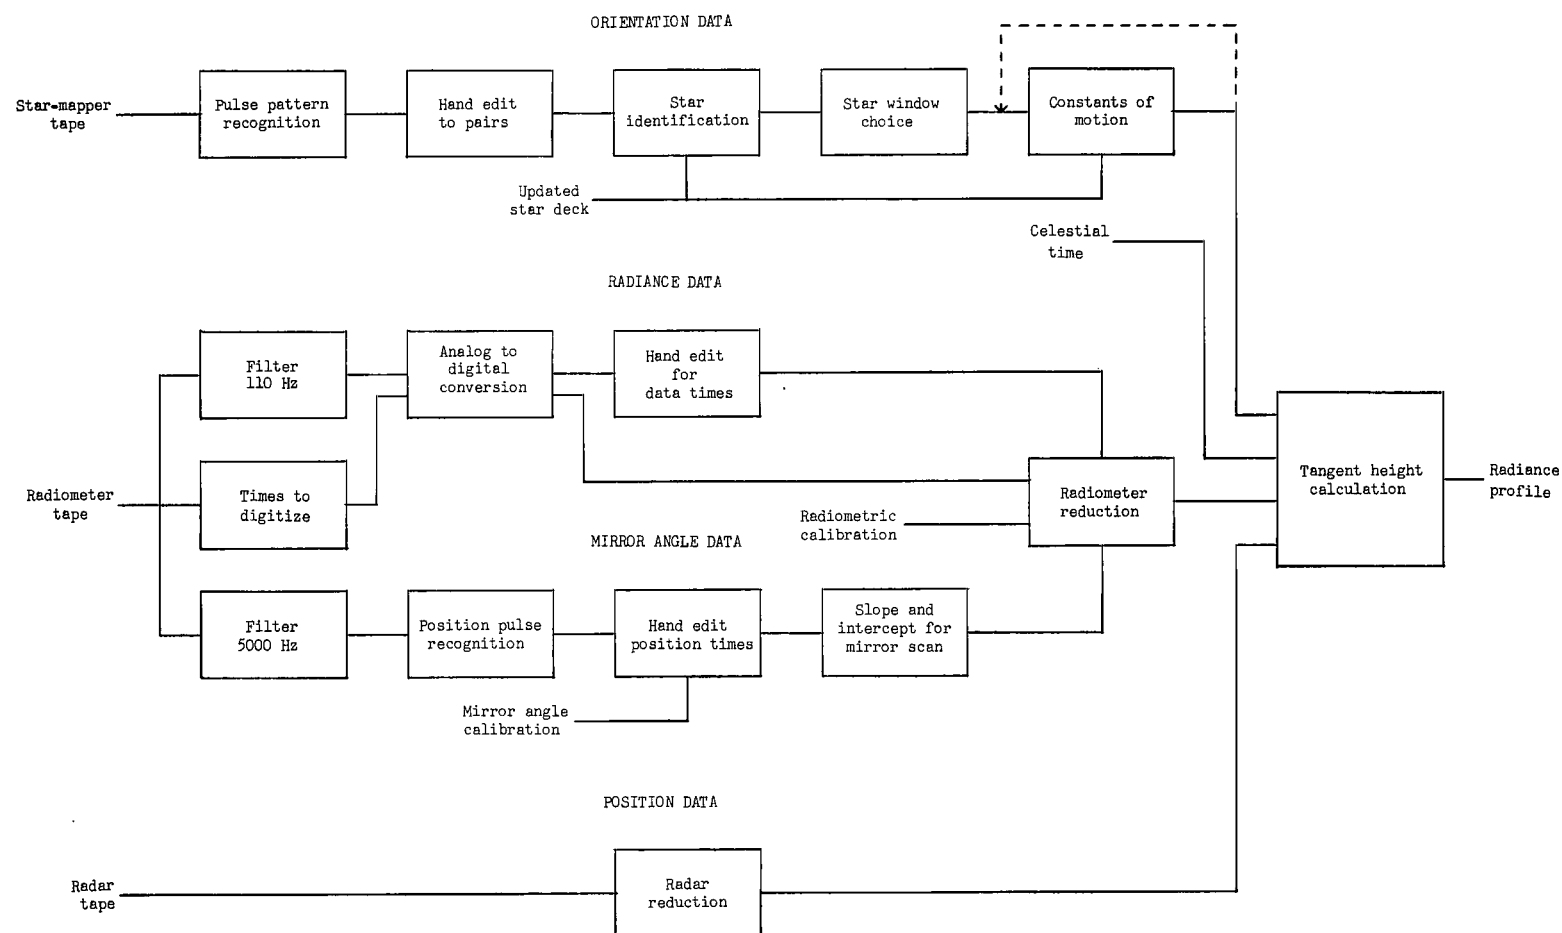 ORIENTATION DATA
Star-mapper
tape
Pulse pattern
recognition
Hand edit
to pairs
Star
identification
Star window
choice
Constants of
motion
Updated
star deck
Celestial
time
RADIANCE DATA
Filter
110 Hz
Analog to
digital
conversion
Hand edit
for
data times
Radiometer
tape
Times to
digitize
Radiometric
calibration
Radiometer
reduction
Tangent height
calculation
Radiance
profile
MIRROR ANGLE DATA
Filter
5000 Hz
Position pulse
recognition
Hand edit
position times
Slope and
intercept for
mirror scan
Mirror angle
calibration
POSITION DATA
Radar
tape
Radar
reduction